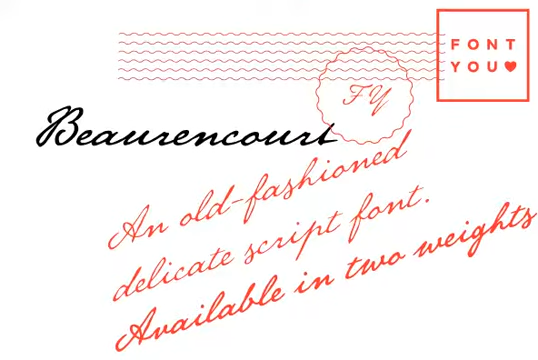 FONT
YOU♥
FY
Beaurencourt
An old-fashioned
delicate script font.
Available in two weights